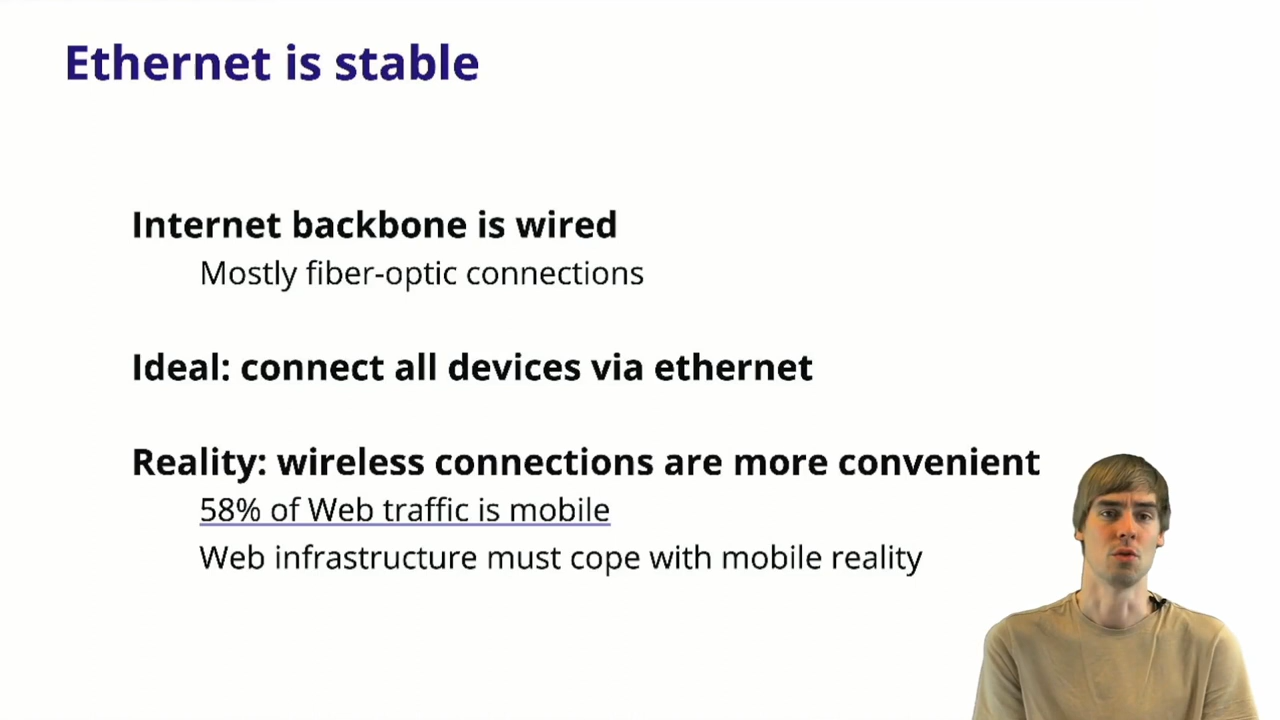 Ethernet is stable
Internet backbone is wired
Mostly fiber-optic connections
Ideal: connect all devices via ethernet
Reality: wireless connections are more convenient
58% of Web traffic is mobile
Web infrastructure must cope with mobile reality